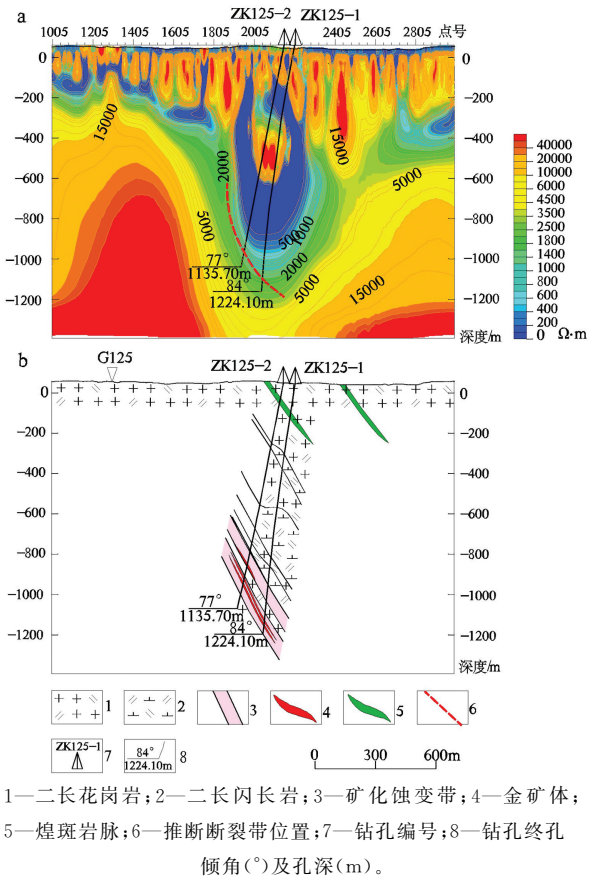 a
ZK125-2 ZK125-1
1005 1205 1405 1605 1805 2055 2405 2605 2805 点号
0 0
-200 -200
-400 -400
-600 -600
-800 -800
-1000 -1000
-1200 -1200
深度/m
15000
2000
5000
500
1000
2000
5000
15000
15000
5000
77°
1135.70m
84°
1224.10m
40000
20000
10000
6000
4500
3500
2500
1800
1400
1000
800
600
400
200
0 Ω·m
b
G125
ZK125-2 ZK125-1
0 0
-200 -200
-400 -400
-600 -600
-800 -800
-1000 -1000
-1200 -1200
深度/m
77°
1135.70m
84°
1224.10m
1 2 3 4 5 6
ZK125-1
7
84°
1224.10m
8
0 300 600m
1—二长花岗岩;2—二长闪长岩;3—矿化蚀变带;4—金矿体;
5—煌斑岩脉;6—推断断裂带位置;7—钻孔编号;8—钻孔终孔
倾角(°)及孔深(m)。